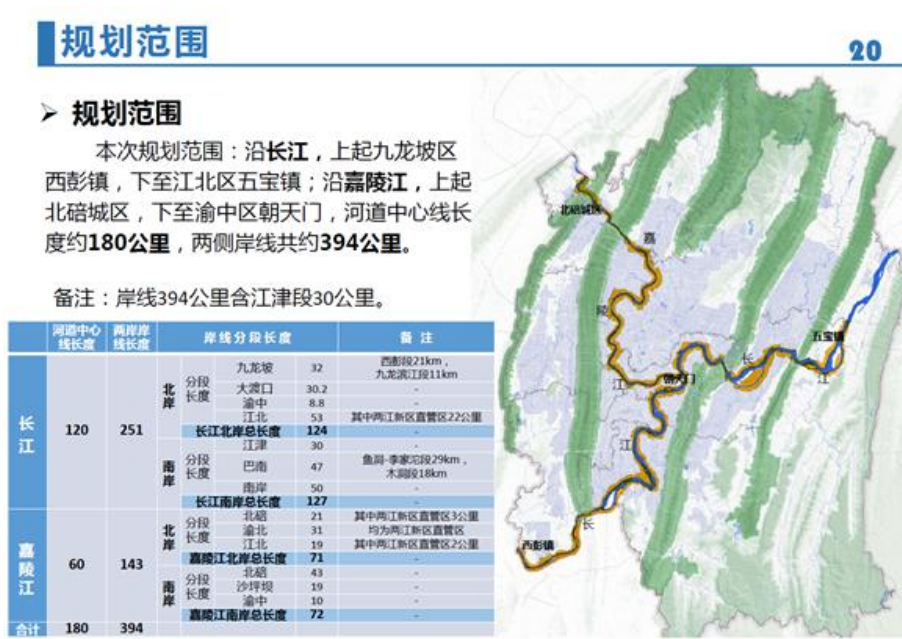 规划范围
20
➢ 规划范围
本次规划范围：沿长江，上起九龙坡区
西彭镇，下至江北区五宝镇；沿嘉陵江，上起
北碚城区，下至渝中区朝天门，河道中心线长
度约180公里，两侧岸线共约394公里。
备注：岸线394公里含江津段30公里。
河道中心线长度 两岸岸线长度 岸线分段长度 备 注
长江 120 251
北岸 分段长度
九龙坡 32 西彭段21km，九龙滨江段11km
大渡口 30.2 -
渝中 8.8 -
江北 53 其中两江新区直管区22公里
长江北岸总长度 124 -
南岸 分段长度
江津 30 -
巴南 47 鱼洞-李家沱段29km，木洞段18km
南岸 50 -
长江南岸总长度 127 -
嘉陵江 60 143
北岸 分段长度
北碚 21 其中两江新区直管区3公里
渝北 31 均为两江新区直管区
江北 19 其中两江新区直管区2公里
嘉陵江北岸总长度 71 -
南岸 分段长度
北碚 43 -
沙坪坝 19 -
渝中 10 -
嘉陵江南岸总长度 72 -
合计 180 394
北碚城区
嘉
陵
江
朝天门
长
江
五宝镇
江
长
西彭镇